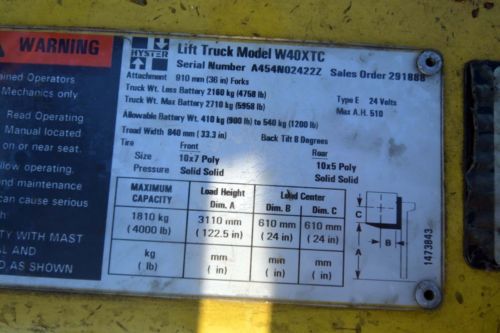 WARNING
ained Operators
Mechanics only
Read Operating
Manual located
on or near seat.
llow operating.
and maintenance
can cause serious
th
TY WITH MAST
AL AND
D AS SHOWN
HYSTER
Lift Truck Model W40XTC
Serial Number A454N02422Z Sales Order 291888
Attachment 910 mm (36 in) Forks
Truck Wt. Less Battery 2160 kg (4758 lb) Type E 24 Volts
Truck Wt. Max Battery 2710 kg (5958 lb) Max A.H. 510
Allowable Battery Wt. 410 kg (900 lb) to 540 kg (1200 lb)
Tread Width 840 mm (33.3 in) Back Tilt 8 Degrees
Tire Front Rear
Size 10x7 Poly 10x5 Poly
Pressure Solid Solid Solid Solid
MAXIMUM CAPACITY Load Height Dim. A Load Center Dim. B Dim. C
1810 kg (4000 lb) 3110 mm (122.5 in) 610 mm (24 in) 610 mm (24 in)
kg ( lb) mm ( in) mm ( in) mm ( in)
C
B
A
1473843